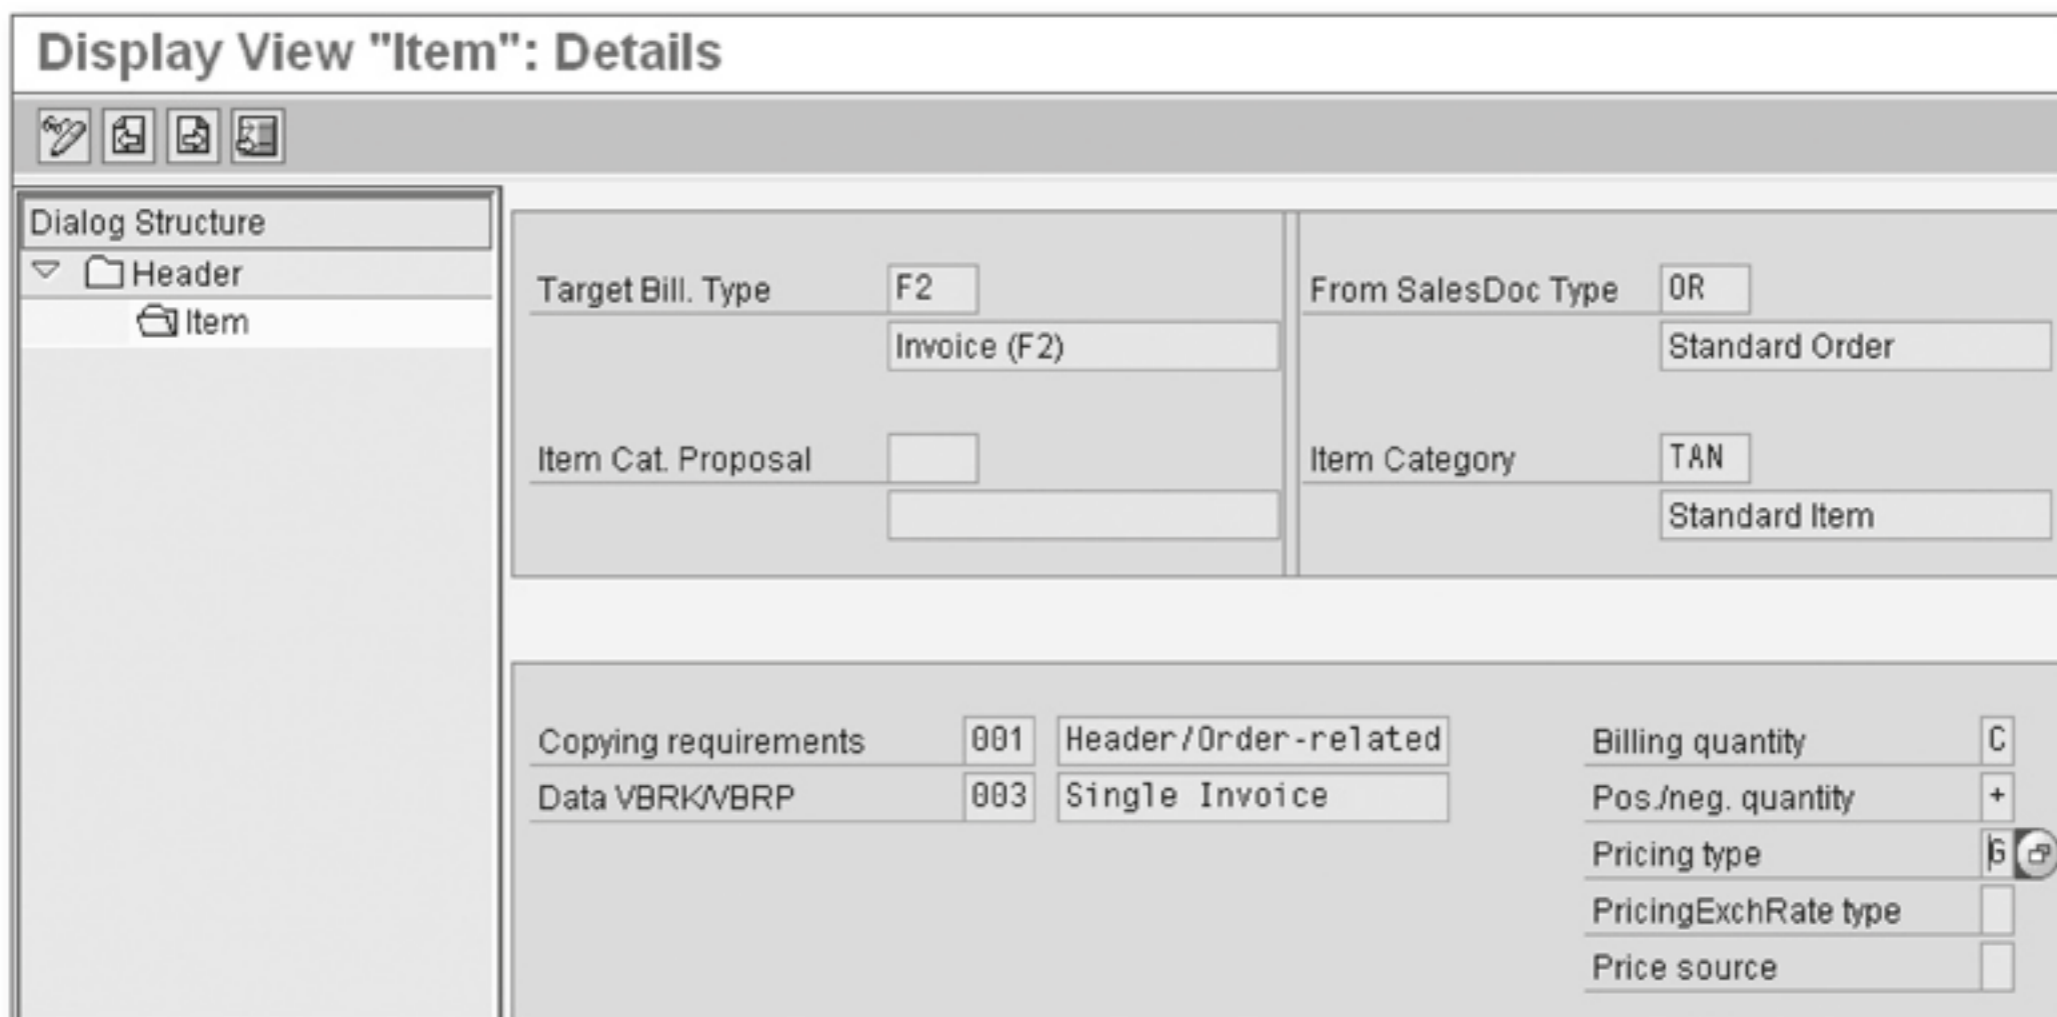 Display View "Item": Details
Dialog Structure
Header
Item
Target Bill. Type F2
Invoice (F2)
Item Cat. Proposal
From SalesDoc Type OR
Standard Order
Item Category TAN
Standard Item
Copying requirements 001 Header/Order-related
Data VBRK/VBRP 003 Single Invoice
Billing quantity C
Pos./neg. quantity +
Pricing type G
PricingExchRate type
Price source